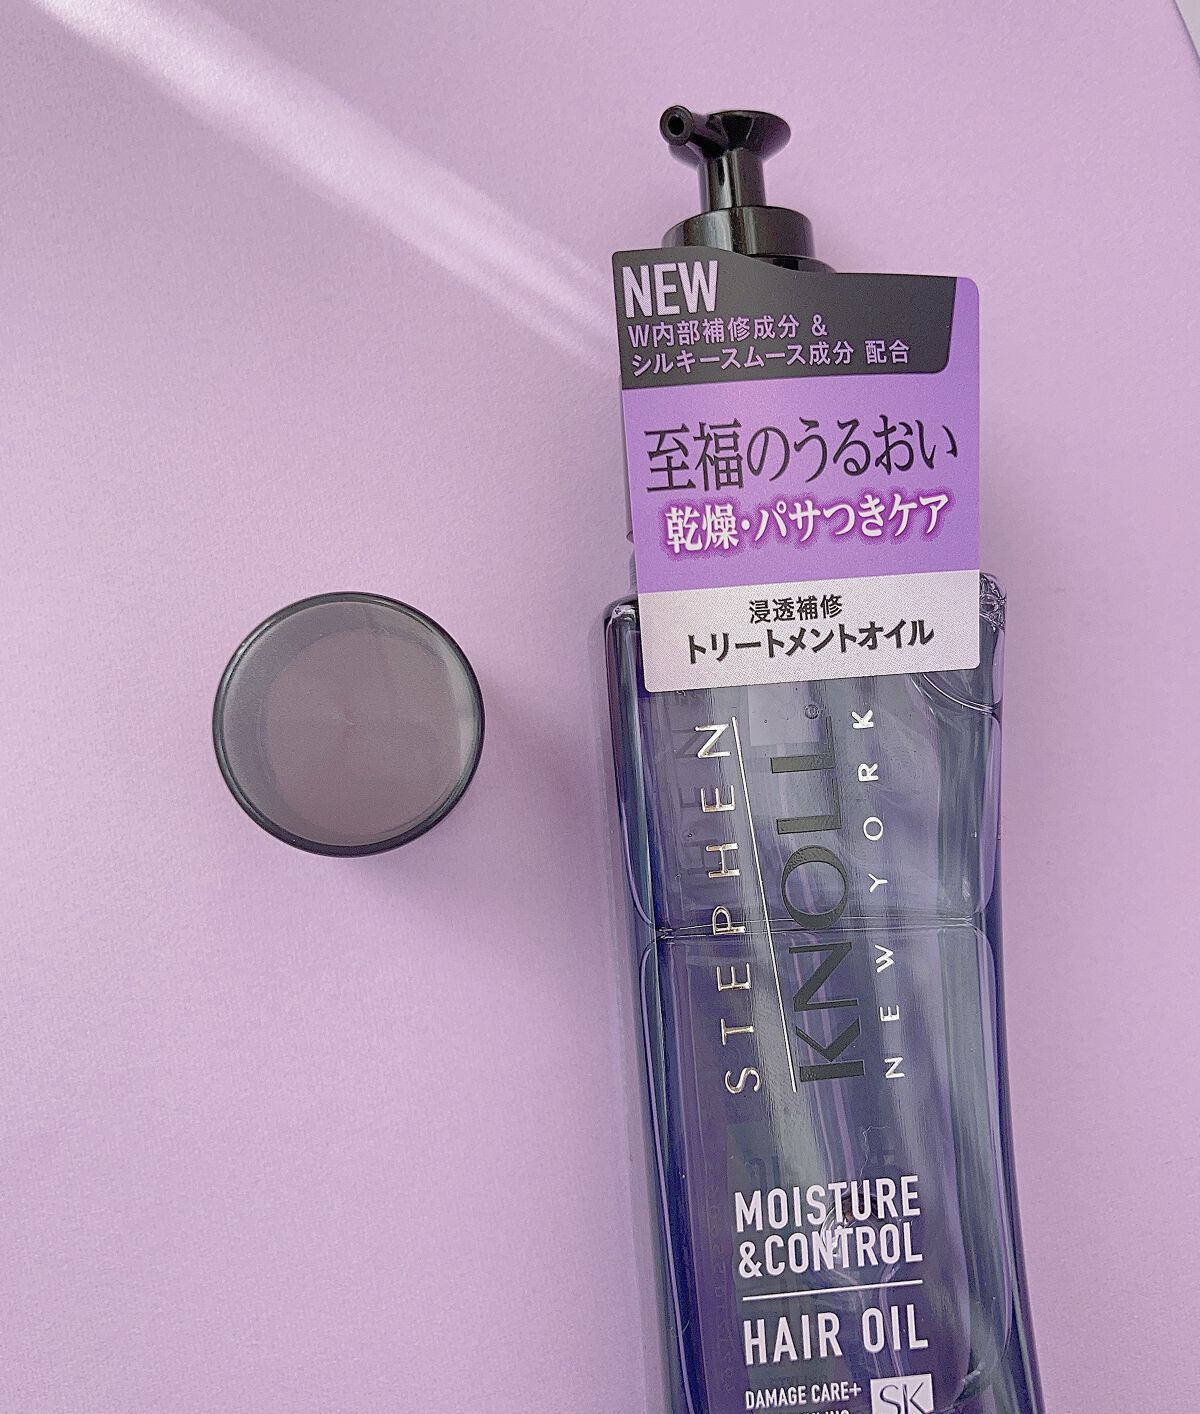 NEW
W内部補修成分 &
シルキースムース成分 配合
至福のうるおい
乾燥・パサつきケア
浸透補修
トリートメントオイル
STEPHEN
KNOLL
NEW YORK
MOISTURE
&CONTROL
HAIR OIL
DAMAGE CARE+
SK